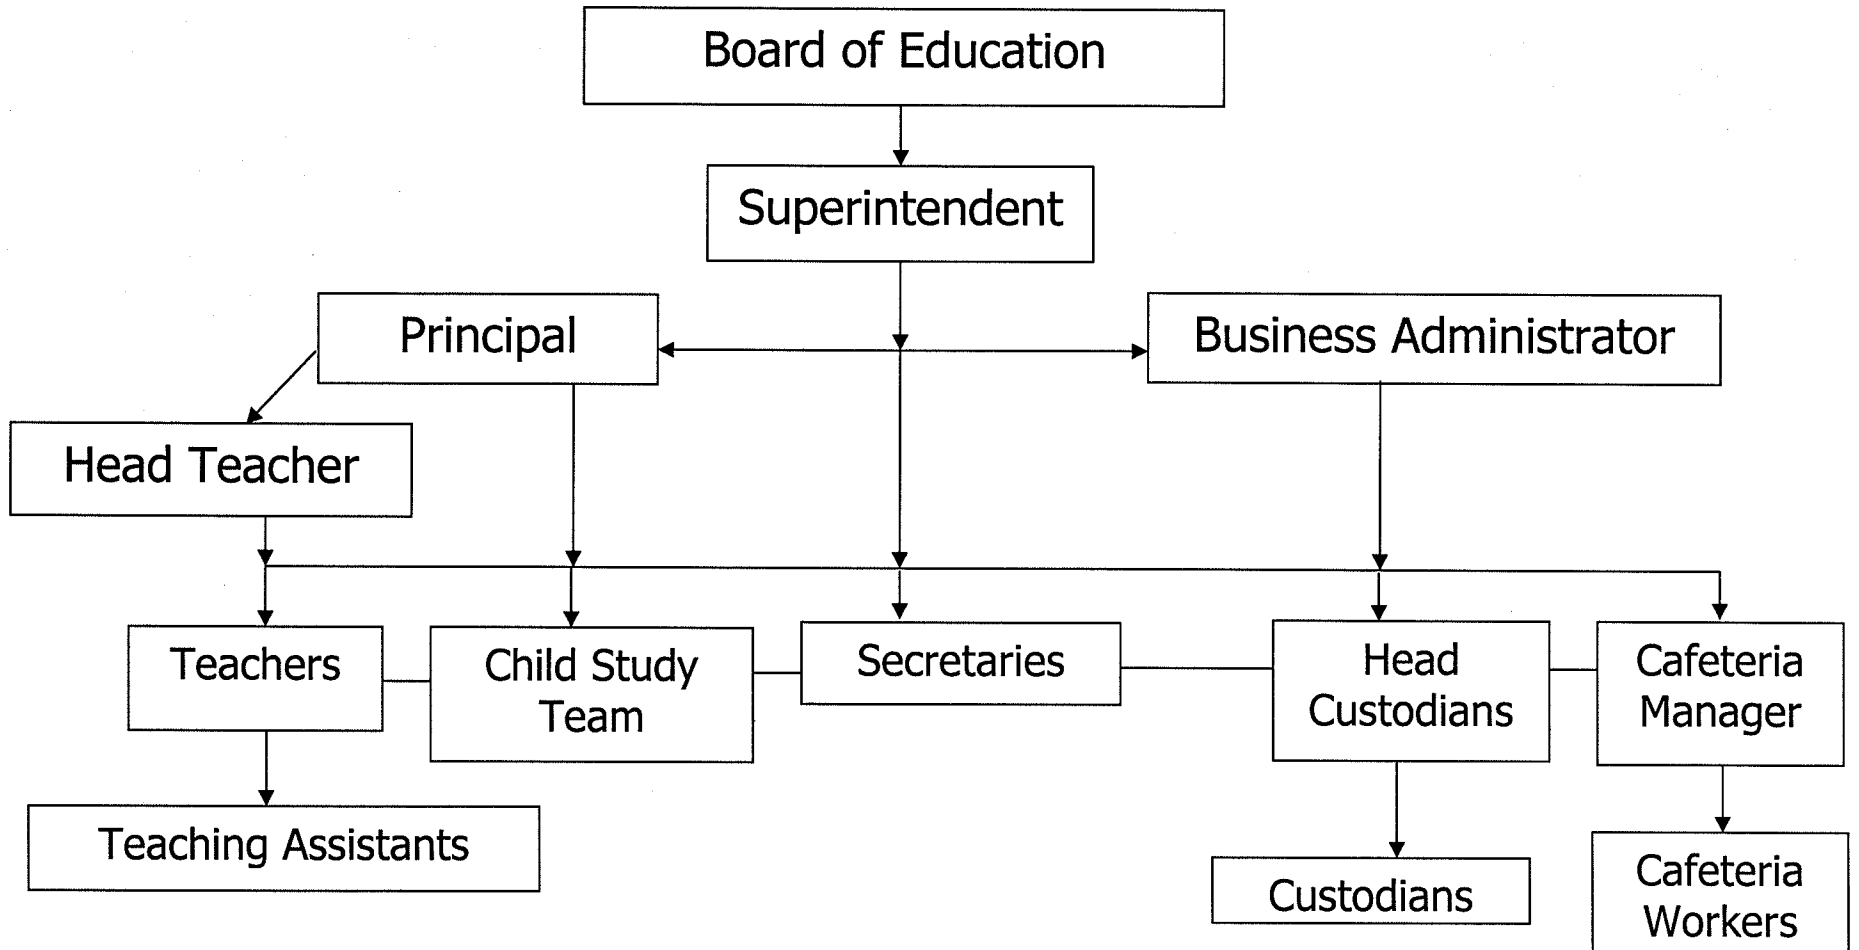 Board of Education
Superintendent
Principal
Business Administrator
Head Teacher
Teachers
Child Study
Team
Secretaries
Head
Custodians
Cafeteria
Manager
Teaching Assistants
Custodians
Cafeteria
Workers